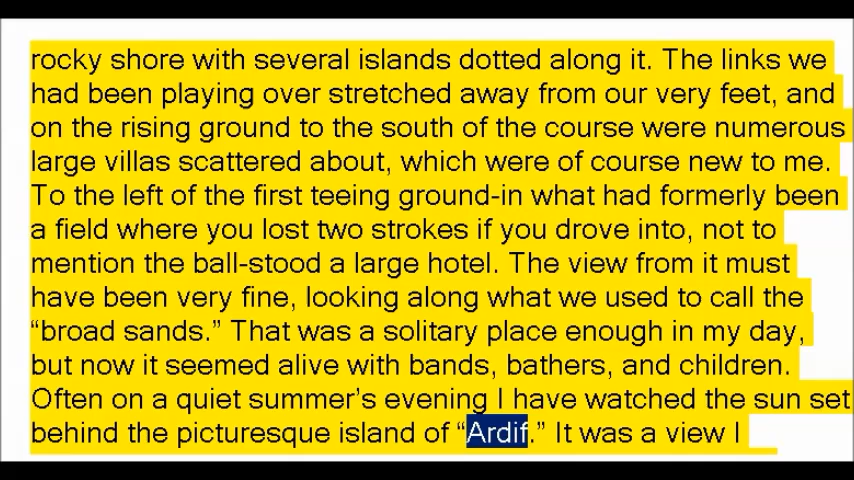 rocky shore with several islands dotted along it. The links we
had been playing over stretched away from our very feet, and
on the rising ground to the south of the course were numerous
large villas scattered about, which were of course new to me.
To the left of the first teeing ground-in what had formerly been
a field where you lost two strokes if you drove into, not to
mention the ball-stood a large hotel. The view from it must
have been very fine, looking along what we used to call the
“broad sands.” That was a solitary place enough in my day,
but now it seemed alive with bands, bathers, and children.
Often on a quiet summer’s evening I have watched the sun set
behind the picturesque island of “Ardif.” It was a view I